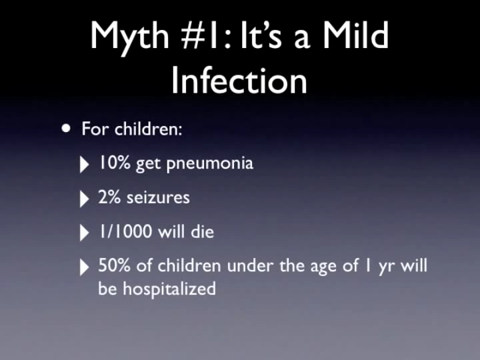 Myth #1: It's a Mild
Infection
• For children:
‣ 10% get pneumonia
‣ 2% seizures
‣ 1/1000 will die
‣ 50% of children under the age of 1 yr will
be hospitalized